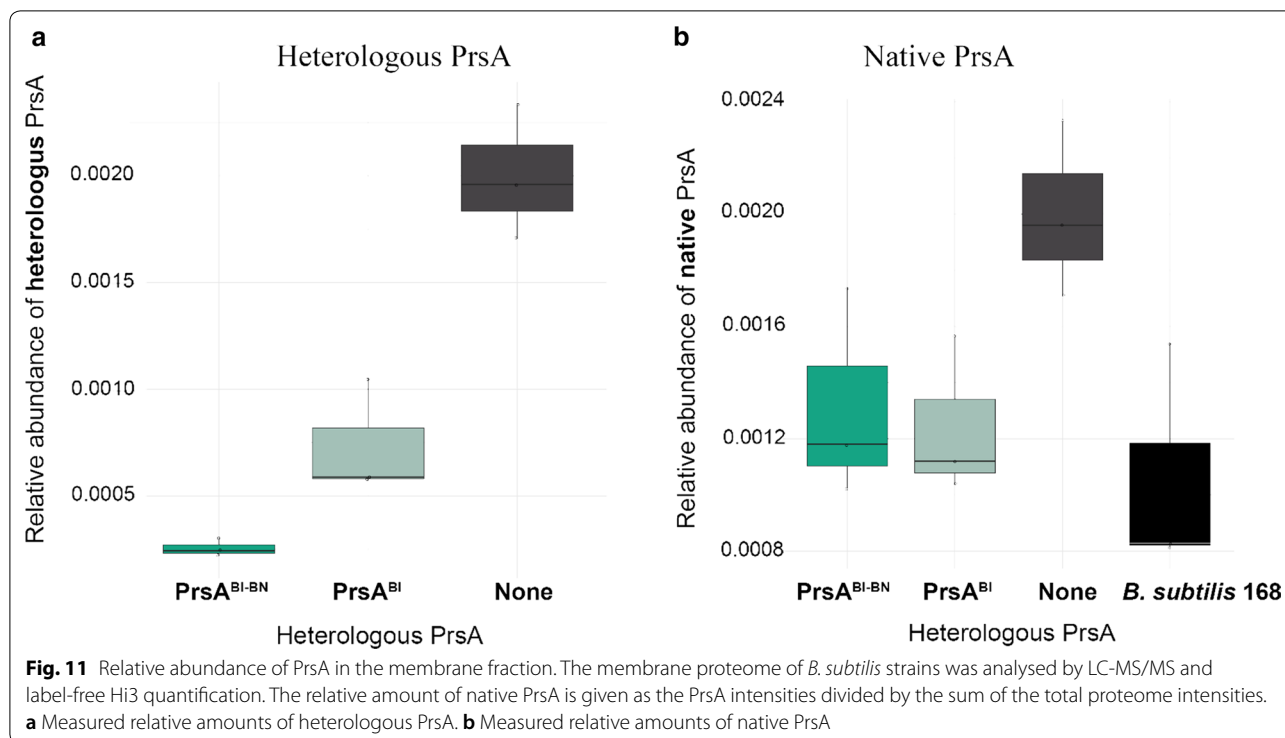 a
Heterologous PrsA
Relative abundance of heteroloogus PrsA
0.0020
0.0015
0.0010
0.0005
PrsA^BI-BN PrsA^BI None
Heterologous PrsA
b
Native PrsA
Relative abundance of native PrsA
0.0024
0.0020
0.0016
0.0012
0.0008
PrsA^BI-BN PrsA^BI None B. subtilis 168
Heterologous PrsA
Fig. 11 Relative abundance of PrsA in the membrane fraction. The membrane proteome of B. subtilis strains was analysed by LC-MS/MS and
label-free Hi3 quantification. The relative amount of native PrsA is given as the PrsA intensities divided by the sum of the total proteome intensities.
a Measured relative amounts of heterologous PrsA. b Measured relative amounts of native PrsA